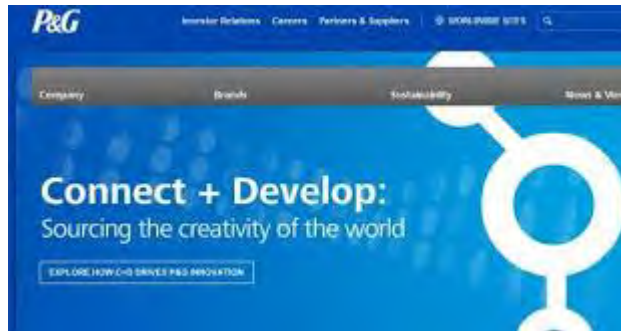 P&G
Investor Relations Careers Partners & Suppliers WORLDWIDE SITES
Company Brands Sustainability News &
Connect + Develop:
Sourcing the creativity of the world
EXPLORE HOW C+D DRIVES P&G INNOVATION